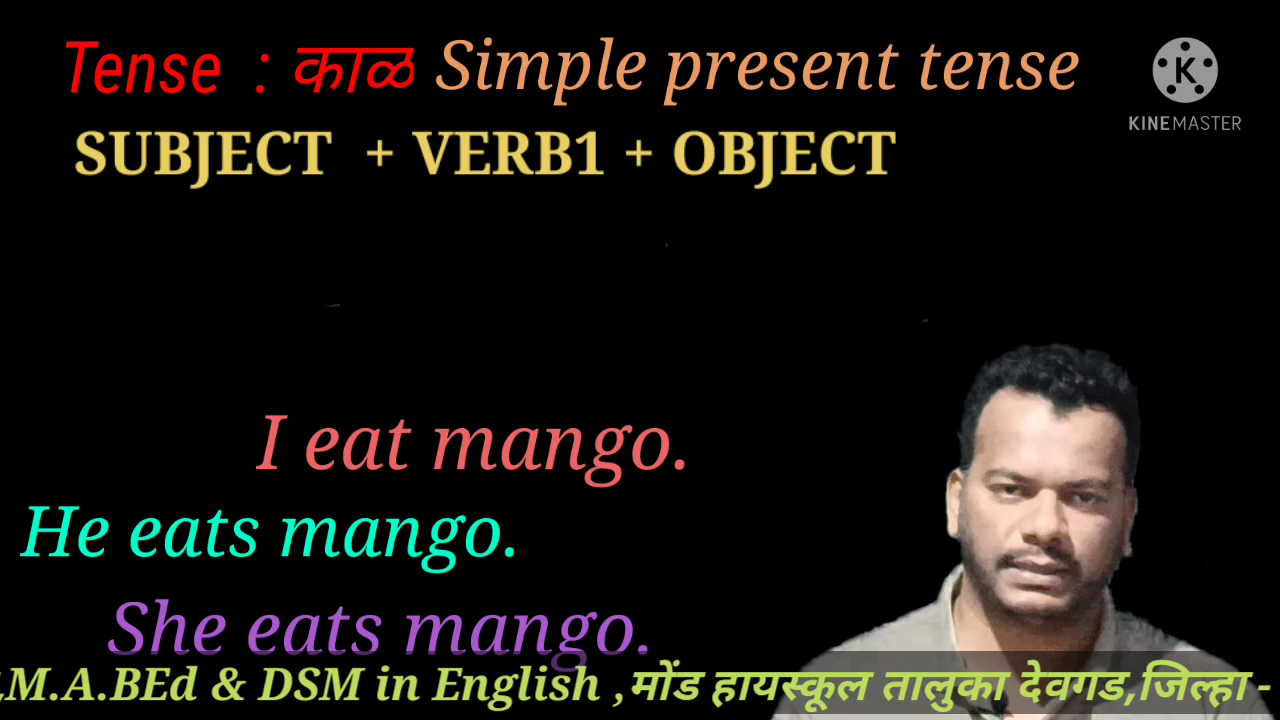 Tense : काळ Simple present tense
KINEMASTER
SUBJECT + VERB1 + OBJECT
I eat mango.
He eats mango.
She eats mango.
.M.A.BEd & DSM in English ,मोंड हायस्कूल तालुका देवगड,जिल्हा -